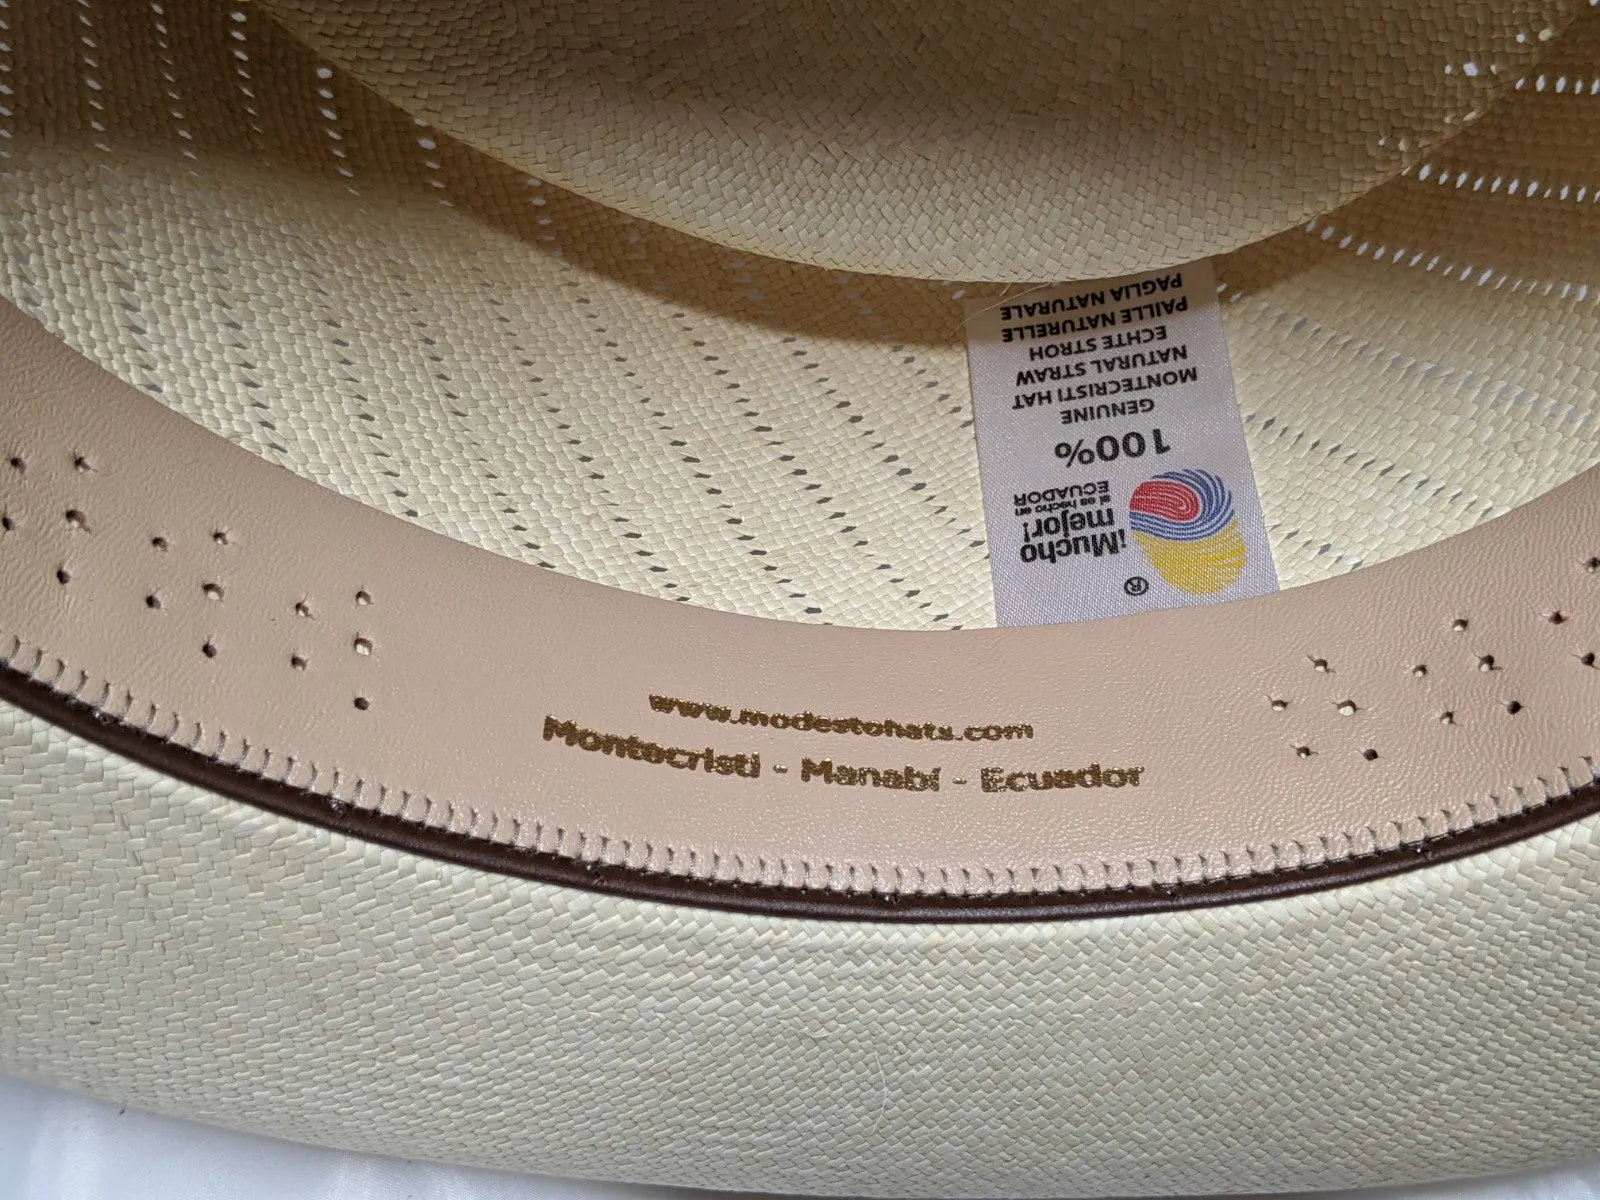 www.modestohats.com
Montecristi - Manabí - Ecuador
®
¡Mucho
mejor!
si es hecho en
ECUADOR
100%
GENUINE
MONTECRISTI HAT
NATURAL STRAW
ECHTE STROH
PAILLE NATURELLE
PAGLIA NATURALE